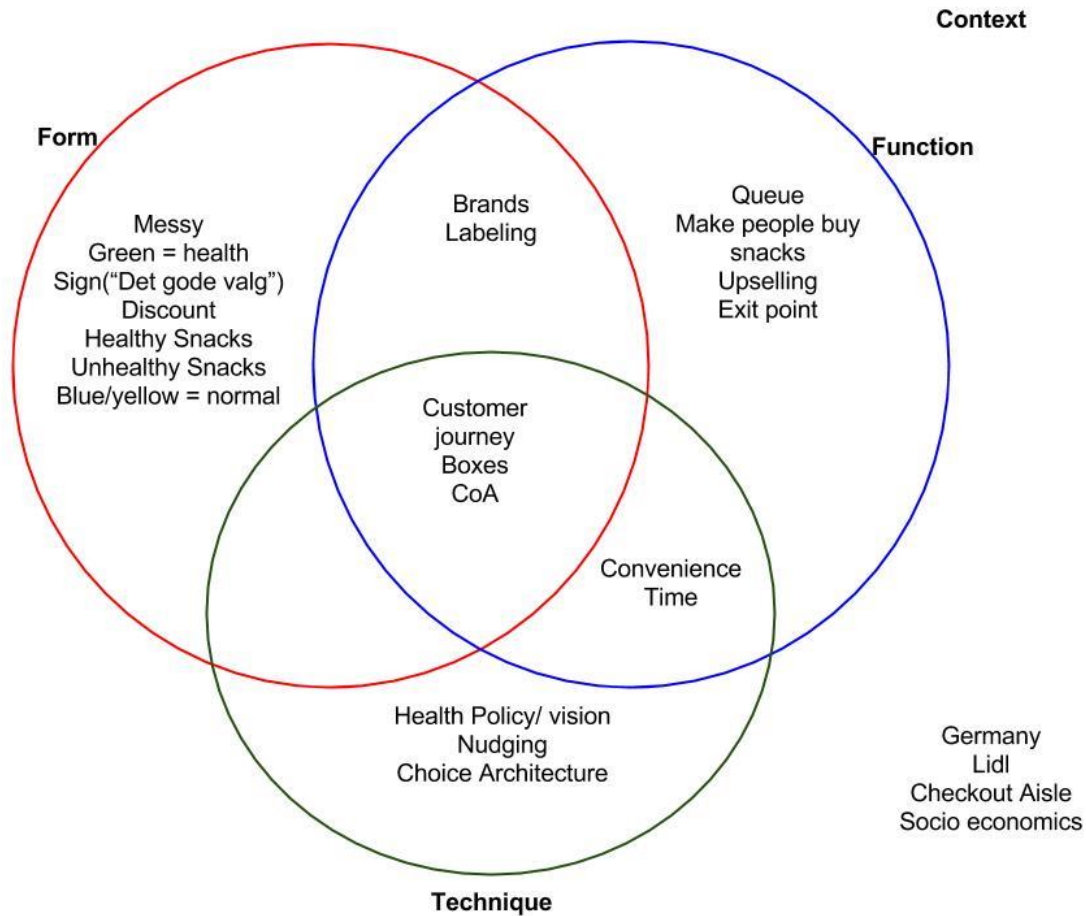 Context
Form
Function
Messy
Green = health
Sign(“Det gode valg”)
Discount
Healthy Snacks
Unhealthy Snacks
Blue/yellow = normal
Brands
Labeling
Queue
Make people buy
snacks
Upselling
Exit point
Customer
journey
Boxes
CoA
Convenience
Time
Health Policy/ vision
Nudging
Choice Architecture
Germany
Lidl
Checkout Aisle
Socio economics
Technique